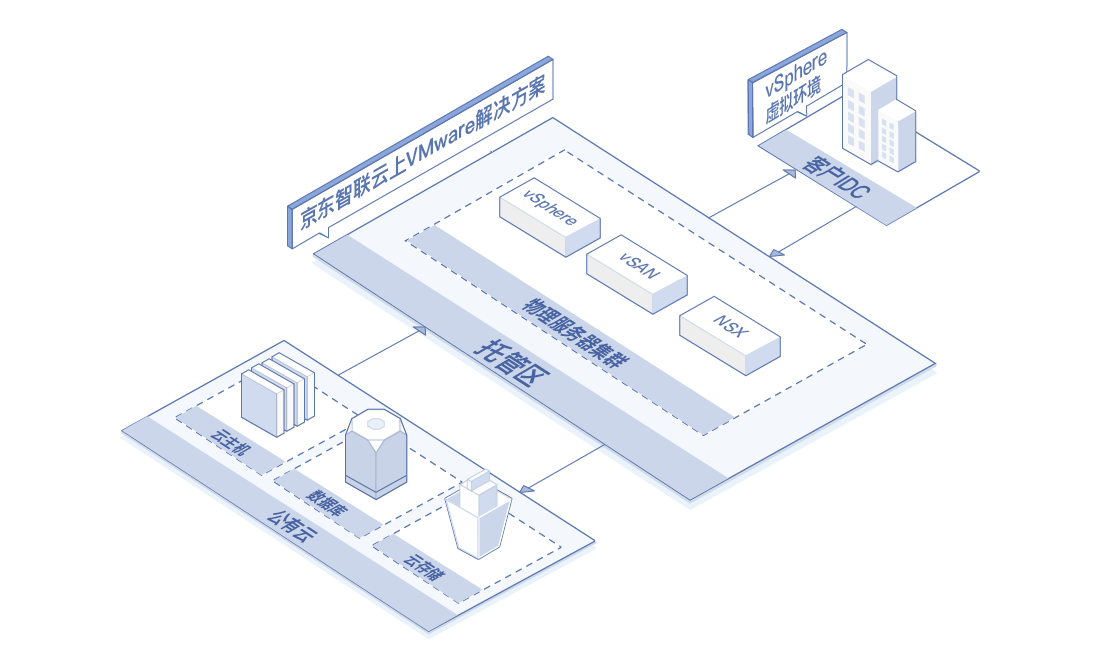 京东智联云上VMware解决方案
vSphere
虚拟环境
客户IDC
vSphere
vSAN
NSX
物理服务器集群
托管区
云主机
数据库
云存储
公有云